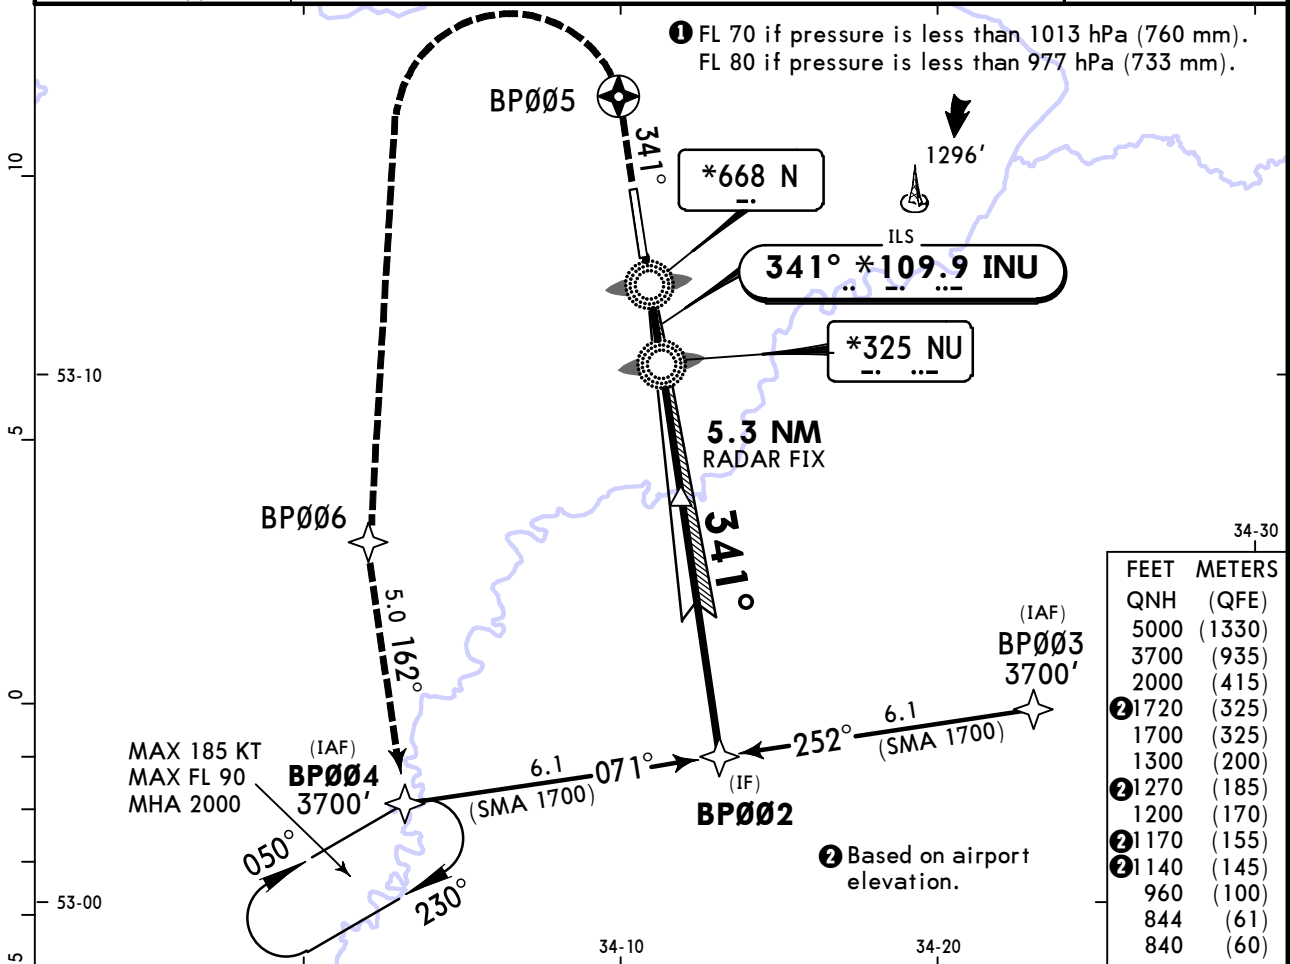 ❶ FL 70 if pressure is less than 1013 hPa (760 mm).
FL 80 if pressure is less than 977 hPa (733 mm).
BPØØ5
341°
1296'
*668 N
10
ILS
341° *109.9 INU
*325 NU
53-10
5
5.3 NM
RADAR FIX
BPØØ6
341°
34-30
5.0 162°
(IAF)
BPØØ3
3700'
0
6.1
252°
(SMA 1700)
MAX 185 KT
MAX FL 90
MHA 2000
(IAF)
BPØØ4
3700'
6.1
071°
(SMA 1700)
(IF)
BPØØ2
050°
230°
❷ Based on airport
elevation.
53-00
34-10
34-20
5
FEET METERS
QNH (QFE)
5000 (1330)
3700 (935)
2000 (415)
❷1720 (325)
1700 (325)
1300 (200)
❷1270 (185)
1200 (170)
❷1170 (155)
❷1140 (145)
960 (100)
844 (61)
840 (60)